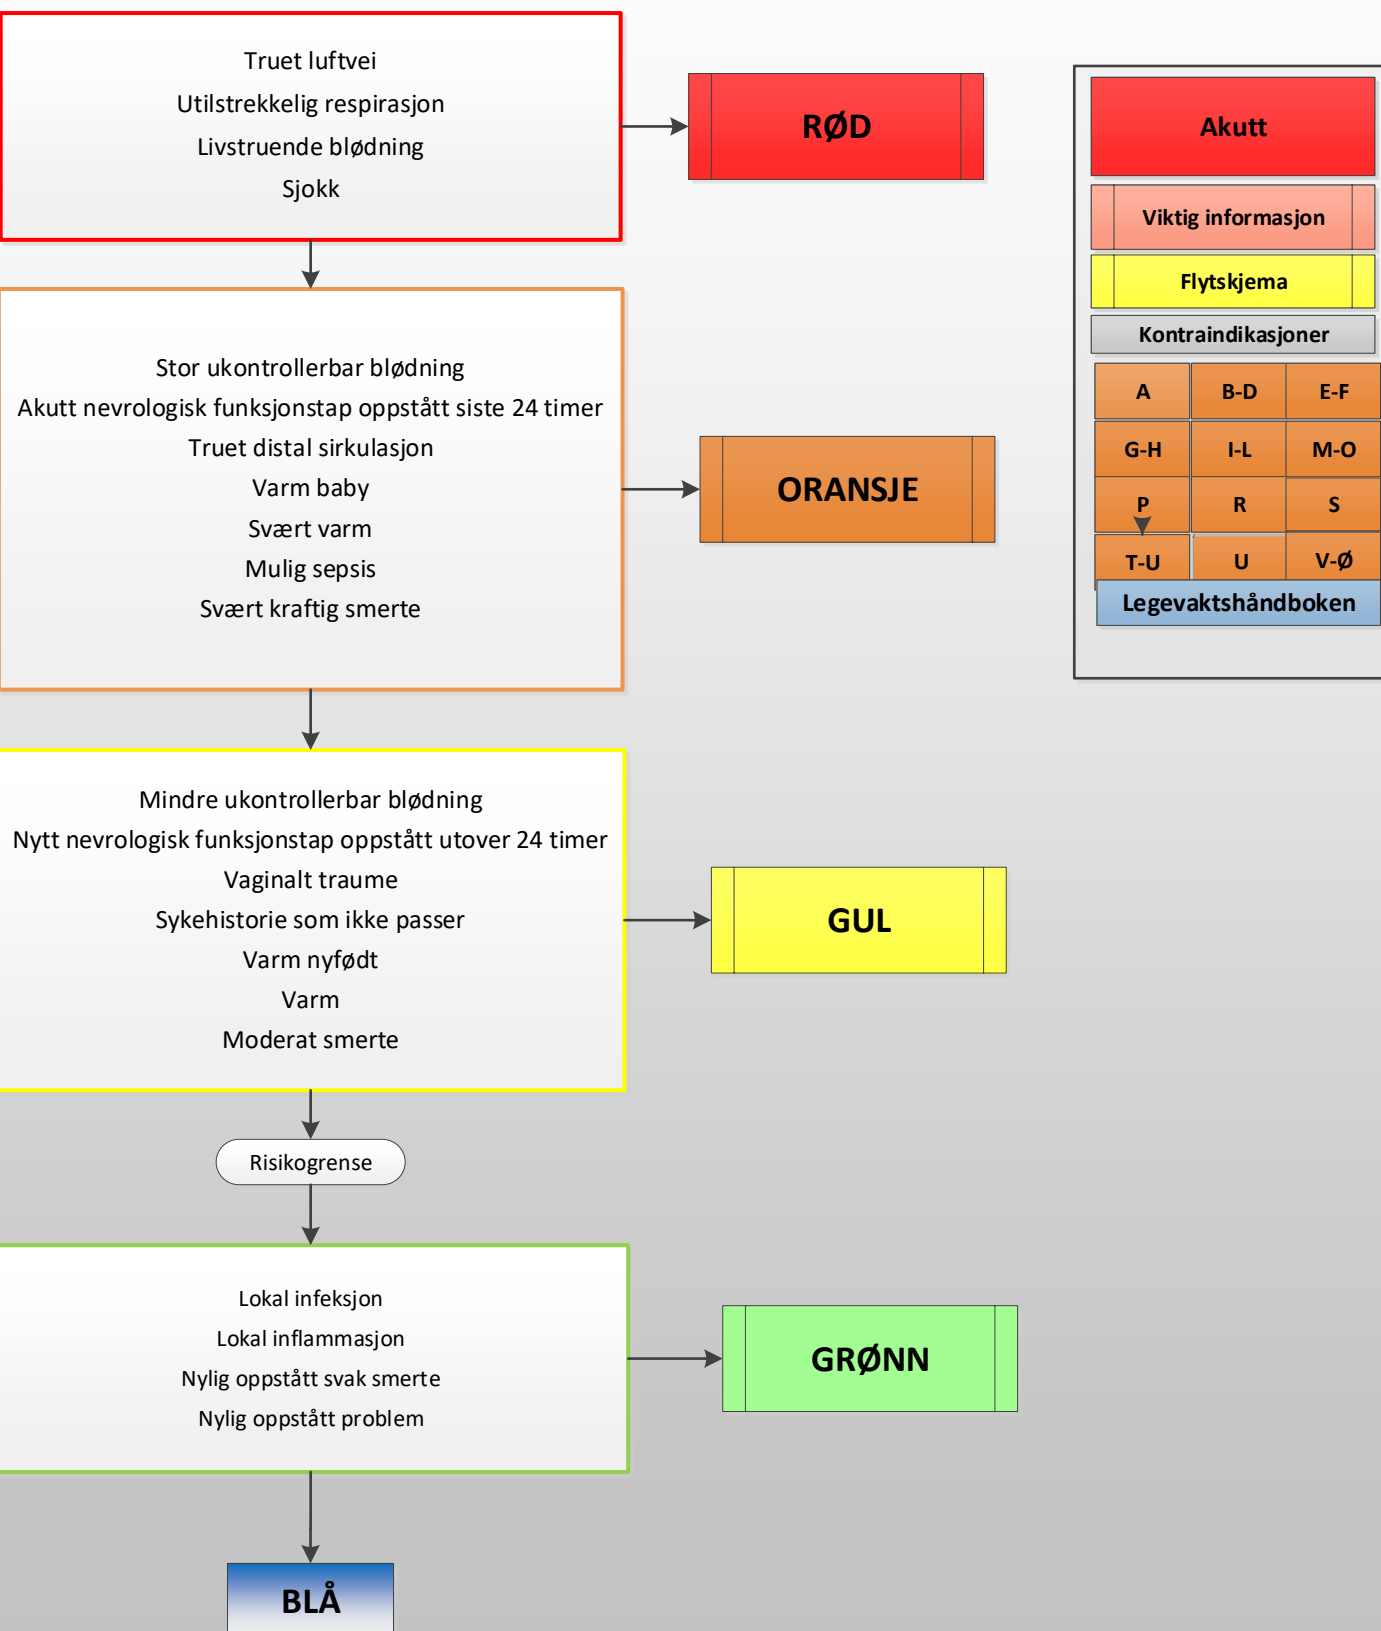 Truet luftvei
Utilstrekkelig respirasjon
Livstruende blødning
Sjokk
RØD
Stor ukontrollerbar blødning
Akutt nevrologisk funksjonstap oppstått siste 24 timer
Truet distal sirkulasjon
Varm baby
Svært varm
Mulig sepsis
Svært kraftig smerte
ORANSJE
Mindre ukontrollerbar blødning
Nytt nevrologisk funksjonstap oppstått utover 24 timer
Vaginalt traume
Sykehistorie som ikke passer
Varm nyfødt
Varm
Moderat smerte
GUL
Risikogrense
Lokal infeksjon
Lokal inflammasjon
Nylig oppstått svak smerte
Nylig oppstått problem
GRØNN
BLÅ
Akutt
Viktig informasjon
Flytskjema
Kontraindikasjoner
A B-D E-F
G-H I-L M-O
P R S
T-U U V-Ø
Legevaktshåndboken